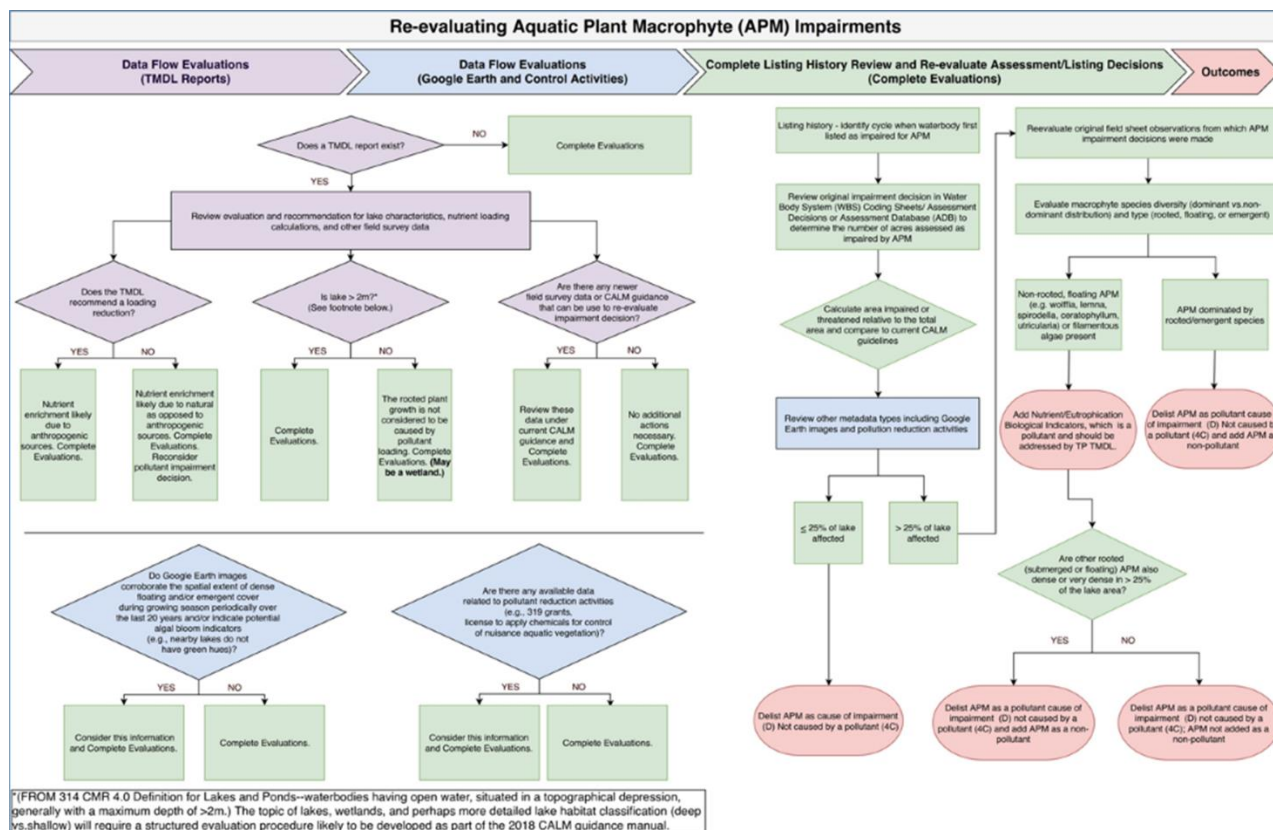 Re-evaluating Aquatic Plant Macrophyte (APM) Impairments
Data Flow Evaluations
(TMDL Reports)
Data Flow Evaluations
(Google Earth and Control Activities)
Complete Listing History Review and Re-evaluate Assessment/Listing Decisions
(Complete Evaluations)
Outcomes
Does a TMDL report exist?
NO
Complete Evaluations
YES
Review evaluation and recommendation for lake characteristics, nutrient loading
calculations, and other field survey data
Does the TMDL
recommend a loading
reduction?
YES
NO
Nutrient
enrichment likely
due to
anthropogenic
sources. Complete
Evaluations.
Nutrient enrichment
likely due to natural
as opposed to
anthropogenic
sources. Complete
Evaluations.
Reconsider
pollutant impairment
decision.
Is lake > 2m?*
(See footnote below.)
YES
NO
Complete
Evaluations.
The rooted plant
growth is not
considered to be
caused by
pollutant
loading. Complete
Evaluations. (May
be a wetland.)
Are there any newer
field survey data or CALM guidance
that can be use to re-evaluate
impairment decision?
YES
NO
Review these
data under
current CALM
guidance and
Complete
Evaluations.
No additional
actions
necessary.
Complete
Evaluations.
Do Google Earth images
corroborate the spatial extent of dense
floating and/or emergent cover
during growing season periodically over
the last 20 years and/or indicate potential
algal bloom indicators
(e.g., nearby lakes do not
have green hues)?
YES
NO
Consider this information
and Complete Evaluations.
Complete Evaluations.
Are there any available data
related to pollutant reduction activities
(e.g., 319 grants,
license to apply chemicals for control
of nuisance aquatic vegetation)?
YES
NO
Consider this information
and Complete Evaluations.
Complete Evaluations.
*(FROM 314 CMR 4.0 Definition for Lakes and Ponds--waterbodies having open water, situated in a topographical depression,
generally with a maximum depth of >2m.) The topic of lakes, wetlands, and perhaps more detailed lake habitat classification (deep
vs.shallow) will require a structured evaluation procedure likely to be developed as part of the 2018 CALM guidance manual.
Listing history - Identify cycle when waterbody first
listed as impaired for APM
Review original impairment decision in Water
Body System (WBS) Coding Sheets/ Assessment
Decisions or Assessment Database (ADB) to
determine the number of acres assessed as
impaired by APM
Calculate area impaired or
threatened relative to the total
area and compare to current CALM
guidelines
Review other metadata types including Google
Earth images and pollution reduction activities
≤ 25% of lake
affected
> 25% of lake
affected
Delist APM as cause of impairment
(D) Not caused by a pollutant (4C)
Reevaluate original field sheet observations from which APM
impairment decisions were made
Evaluate macrophyte species diversity (dominant vs.non-
dominant distribution) and type (rooted, floating, or emergent)
Non-rooted,
floating APM
(e.g. wolffia, lemna,
spirodella, ceratophyllum,
utricularia) or filamentous
algae present
APM dominated by
rooted/emergent species
Add Nutrient/Eutrophication
Biological Indicators, which is a
pollutant and should be
addressed by TP TMDL.
Delist APM as pollutant cause
of impairment (D) Not caused by
a pollutant (4C) and add APM as
non-pollutant
Are other rooted
(submerged or floating) APM also
dense or very dense in > 25%
of the lake area?
YES
NO
Delist APM as a pollutant cause of
impairment (D) not caused by a
pollutant (4C) and add APM as a non-
pollutant
Delist APM as a pollutant cause of
impairment (D) not caused by a
pollutant (4C); APM not added as a
non-pollutant